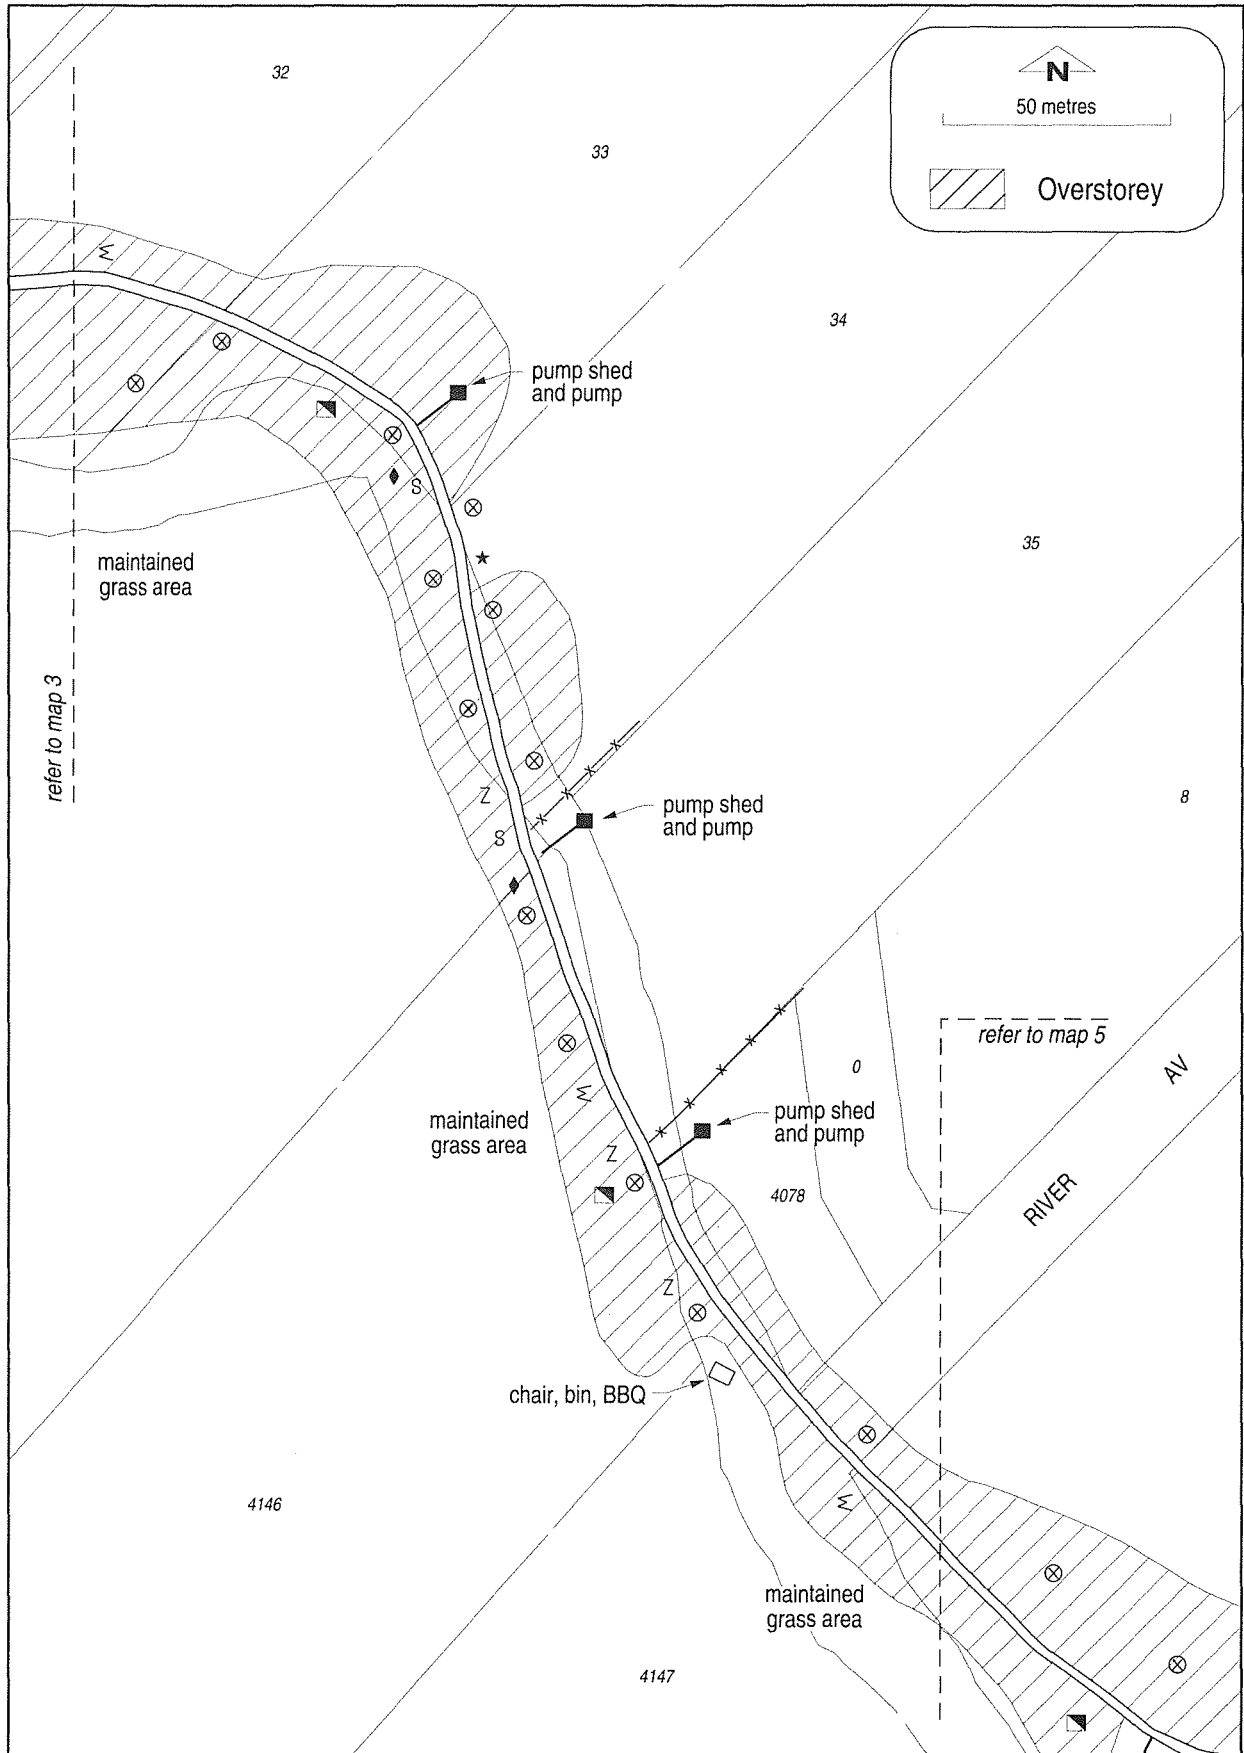 32
33
N
50 metres
Overstorey
W
34
pump shed
and pump
S
35
maintained
grass area
refer to map 3
Z
S
pump shed
and pump
8
refer to map 5
AV
0
W
maintained
grass area
pump shed
and pump
Z
4078
RIVER
Z
chair, bin, BBQ
W
4146
maintained
grass area
4147